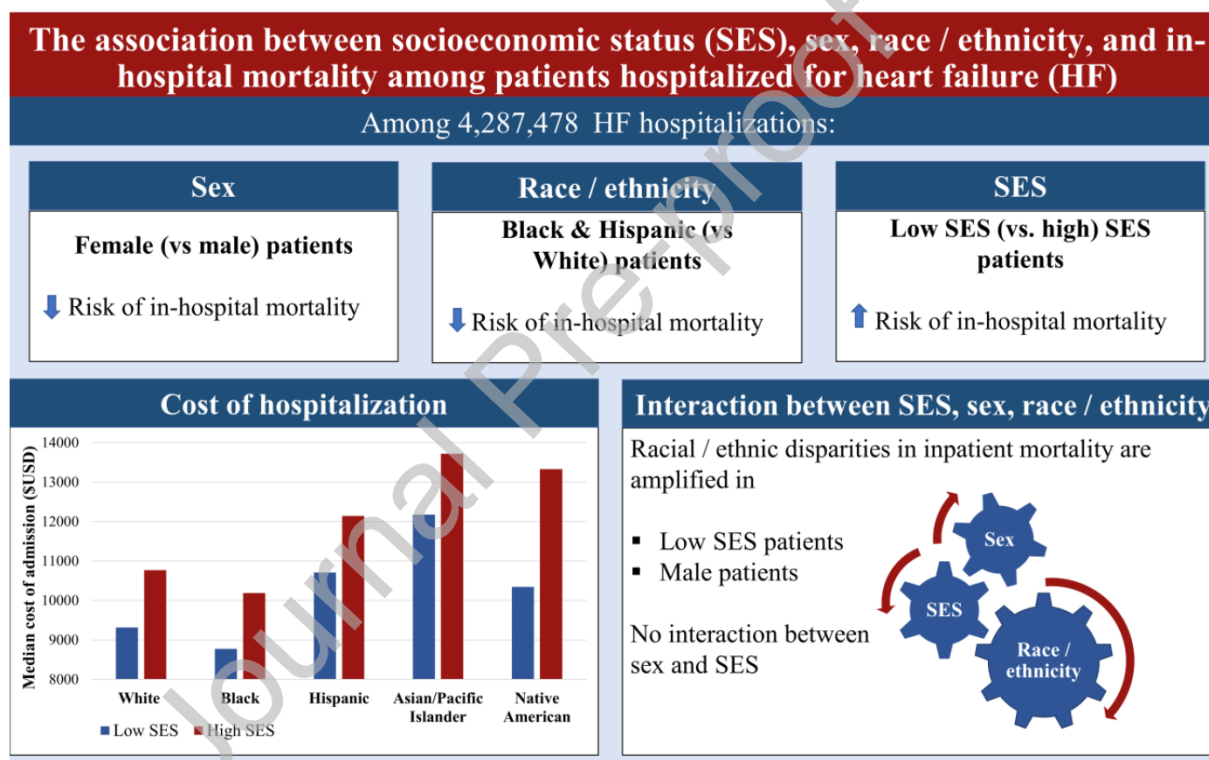 The association between socioeconomic status (SES), sex, race / ethnicity, and in-
hospital mortality among patients hospitalized for heart failure (HF)
Among 4,287,478 HF hospitalizations:
Sex
Female (vs male) patients
Risk of in-hospital mortality
Race / ethnicity
Black & Hispanic (vs
White) patients
Risk of in-hospital mortality
SES
Low SES (vs. high) SES
patients
Risk of in-hospital mortality
Cost of hospitalization
Median cost of admission ($USD)
14000
13000
12000
11000
10000
9000
8000
White
Black
Hispanic
Asian/Pacific
Islander
Native
American
Low SES
High SES
Interaction between SES, sex, race / ethnicity
Racial / ethnic disparities in inpatient mortality are
amplified in
▪ Low SES patients
▪ Male patients
No interaction between
sex and SES
Sex
SES
Race /
ethnicity
Journal Pre-proof